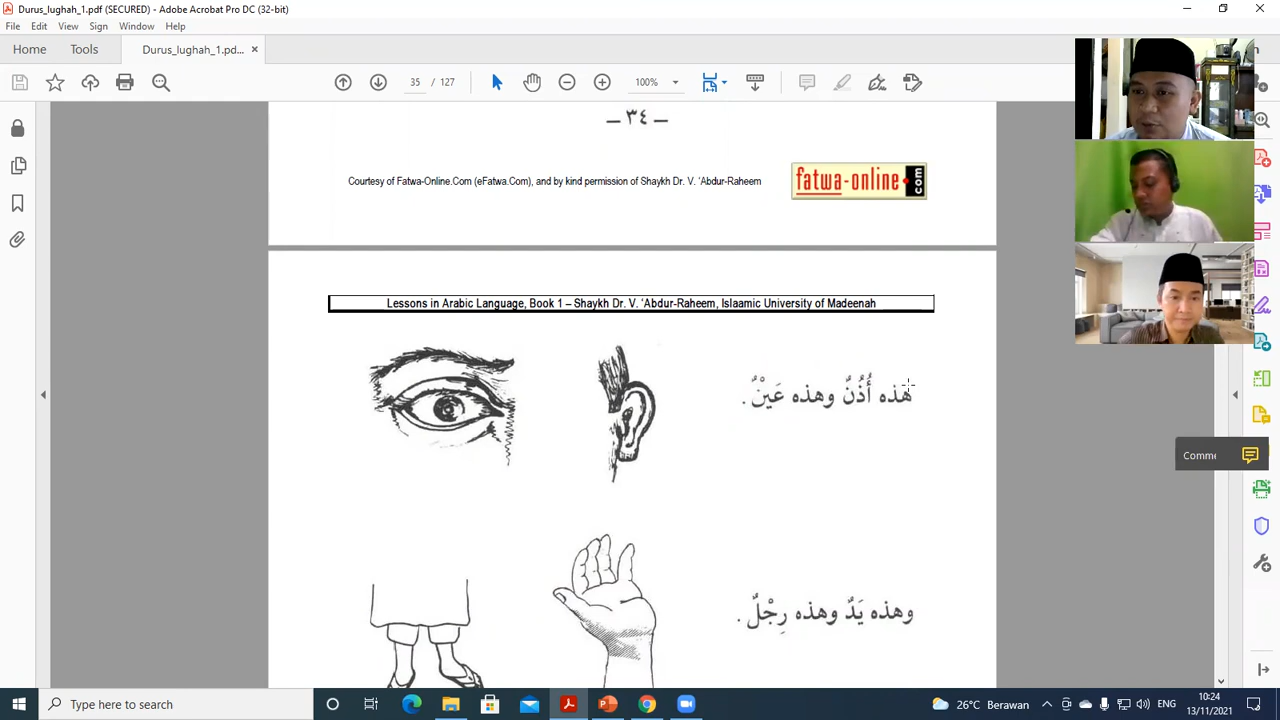 Durus_lughah_1.pdf (SECURED) - Adobe Acrobat Pro DC (32-bit)
File Edit View Sign Window Help
Home Tools Durus_lughah_1.pd... ×
35 / 127 100%
– ٣٤ –
Courtesy of Fatwa-Online.Com (eFatwa.Com), and by kind permission of Shaykh Dr. V. ‘Abdur-Raheem
fatwa-online.com
Lessons in Arabic Language, Book 1 – Shaykh Dr. V. ‘Abdur-Raheem, Islaamic University of Madeenah
هٰذه أُذُنٌ وهذه عَيْنٌ .
وهذه يَدٌ وهذه رِجْلٌ .
Comme
Type here to search
26°C Berawan ENG
10:24
13/11/2021